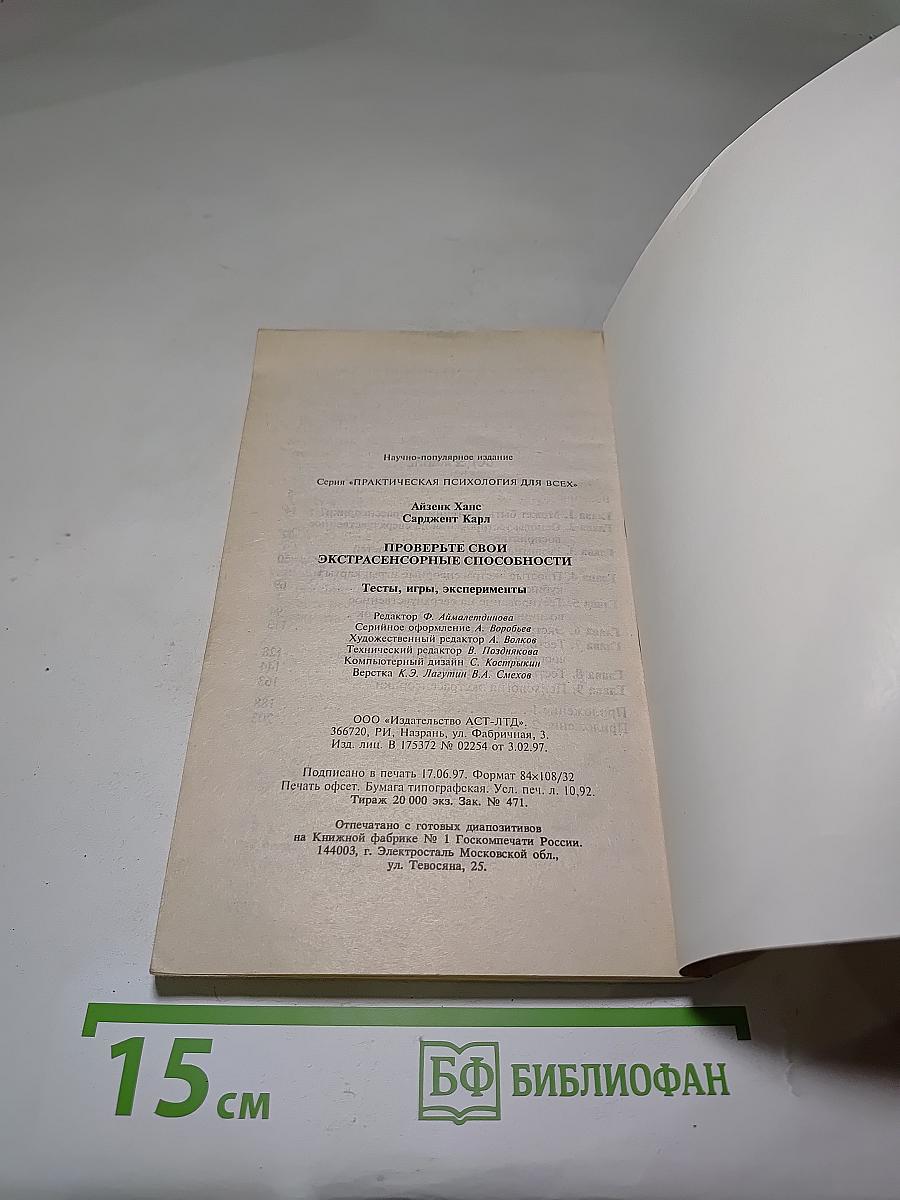 Научно-популярное издание
Серия «ПРАКТИЧЕСКАЯ ПСИХОЛОГИЯ ДЛЯ ВСЕХ»
Айзенк Ханс
Сарджент Карл
ПРОВЕРЬТЕ СВОИ
ЭКСТРАСЕНСОРНЫЕ СПОСОБНОСТИ
Тесты, игры, эксперименты
Редактор Ф. Аймалетдинова
Серийное оформление А. Воробьев
Художественный редактор А. Волков
Технический редактор В. Позднякова
Компьютерный дизайн С. Кострыкин
Верстка К.Э. Лагутин В.А. Смехов
ООО «Издательство АСТ-ЛТД».
366720, РИ, Назрань, ул. Фабричная, 3.
Изд. лиц. В 175372 № 02254 от 3.02.97.
Подписано в печать 17.06.97. Формат 84×108/32
Печать офсет. Бумага типографская. Усл. печ. л. 10,92.
Тираж 20 000 экз. Зак. № 471.
Отпечатано с готовых диапозитивов
на Книжной фабрике № 1 Госкомпечати России.
144003, г. Электросталь Московской обл.,
ул. Тевосяна, 25.
15 см
БФ БИБЛИОФАН